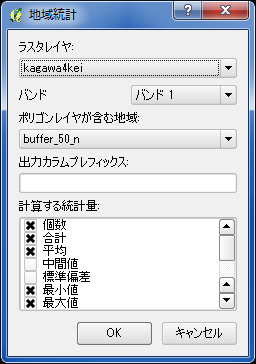 地域統計
ラスタレイヤ:
kagawa4kei
バンド
バンド 1
ポリゴンレイヤが含む地域:
buffer_50_n
出力カラムプレフィックス:
計算する統計量:
個数
合計
平均
中間値
標準偏差
最小値
最大値
OK
キャンセル